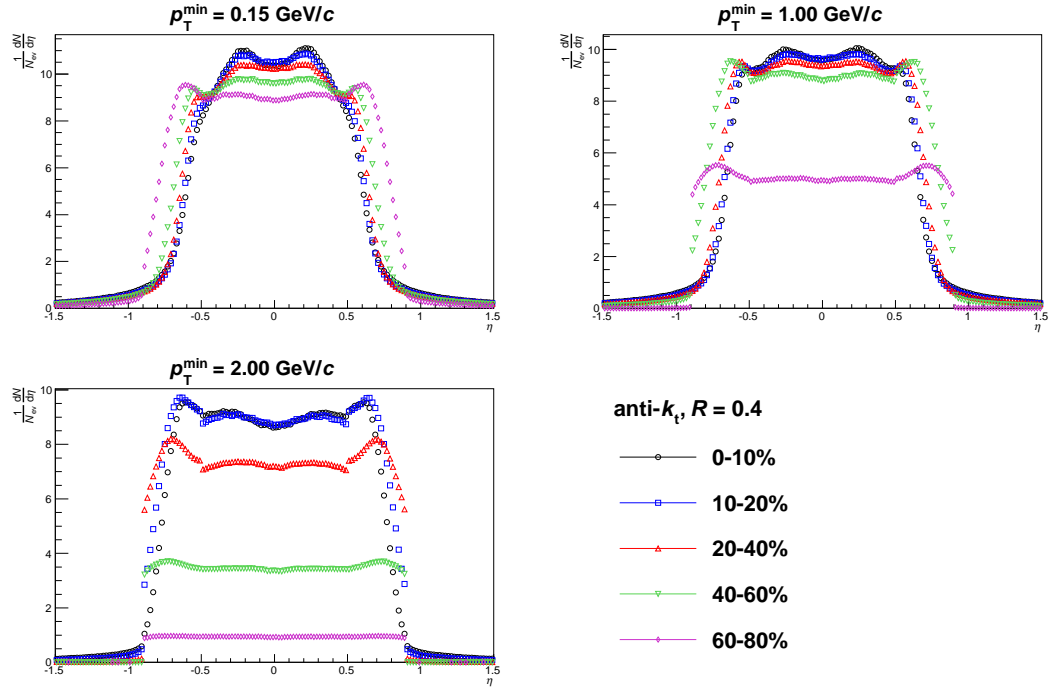 p_T^min = 0.15 GeV/c
1/N_ev dN/dη
10
8
6
4
2
0
-1.5 -1 -0.5 0 0.5 1 1.5
η
p_T^min = 1.00 GeV/c
1/N_ev dN/dη
10
8
6
4
2
0
-1.5 -1 -0.5 0 0.5 1 1.5
η
p_T^min = 2.00 GeV/c
1/N_ev dN/dη
10
8
6
4
2
0
-1.5 -1 -0.5 0 0.5 1 1.5
η
anti-k_t, R = 0.4
0-10%
10-20%
20-40%
40-60%
60-80%